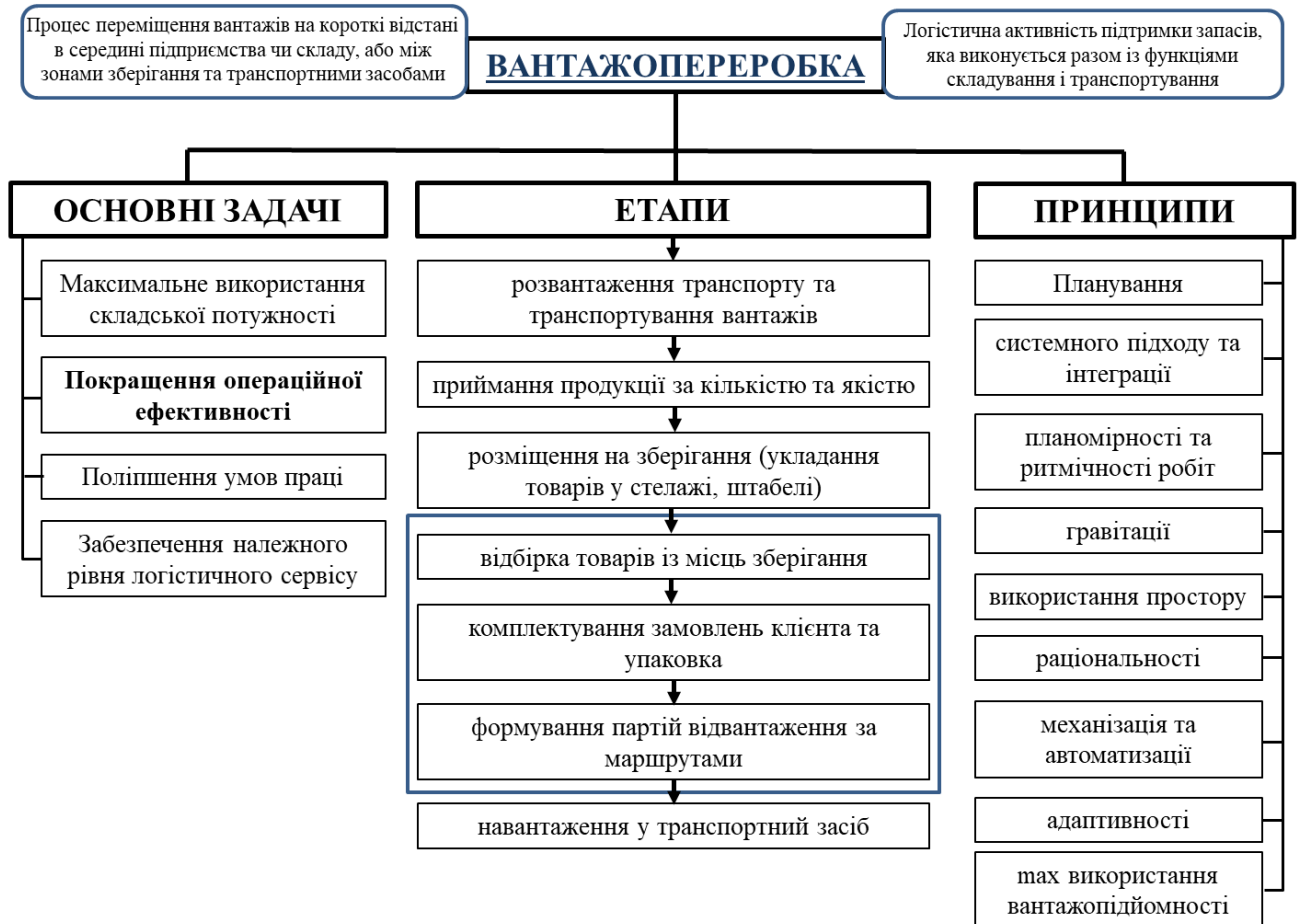 Процес переміщення вантажів на короткі відстані
в середині підприємства чи складу, або між
зонами зберігання та транспортними засобами
ВАНТАЖОПЕРЕРОБКА
Логістична активність підтримки запасів,
яка виконується разом із функціями
складування і транспортування
ОСНОВНІ ЗАДАЧІ
Максимальне використання
складської потужності
Покращення операційної
ефективності
Поліпшення умов праці
Забезпечення належного
рівня логістичного сервісу
ЕТАПИ
розвантаження транспорту та
транспортування вантажів
приймання продукції за кількістю та якістю
розміщення на зберігання (укладання
товарів у стелажі, штабелі)
відбірка товарів із місць зберігання
комплектування замовлень клієнта та
упаковка
формування партій відвантаження за
маршрутами
навантаження у транспортний засіб
ПРИНЦИПИ
Планування
системного підходу та
інтеграції
планомірності та
ритмічності робіт
гравітації
використання простору
раціональності
механізація та
автоматизації
адаптивності
max використання
вантажопідйомності